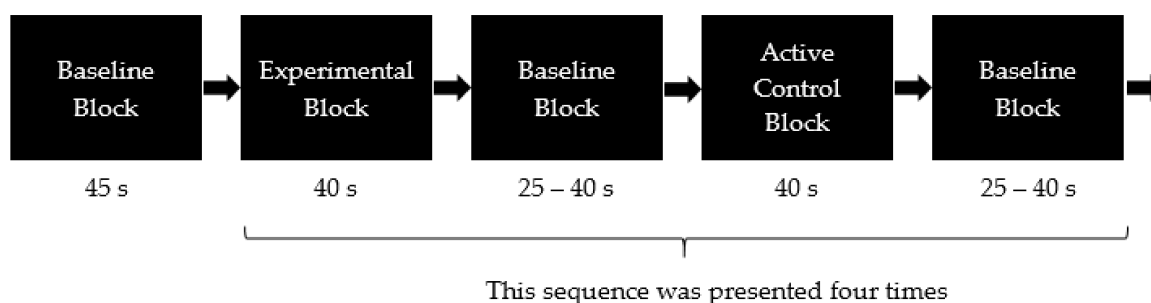 Baseline
Block
Experimental
Block
Baseline
Block
Active
Control
Block
Baseline
Block
45 s
40 s
25 – 40 s
40 s
25 – 40 s
This sequence was presented four times